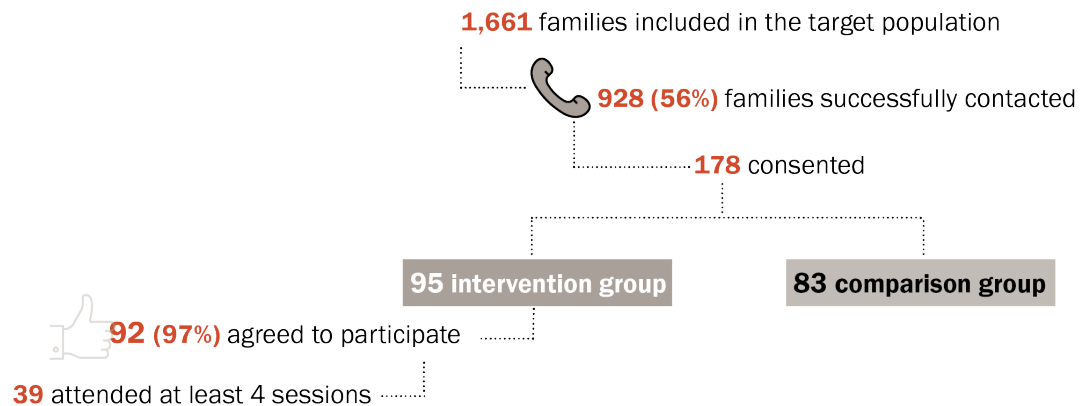 1,661 families included in the target population
928 (56%) families successfully contacted
178 consented
95 intervention group
83 comparison group
92 (97%) agreed to participate
39 attended at least 4 sessions